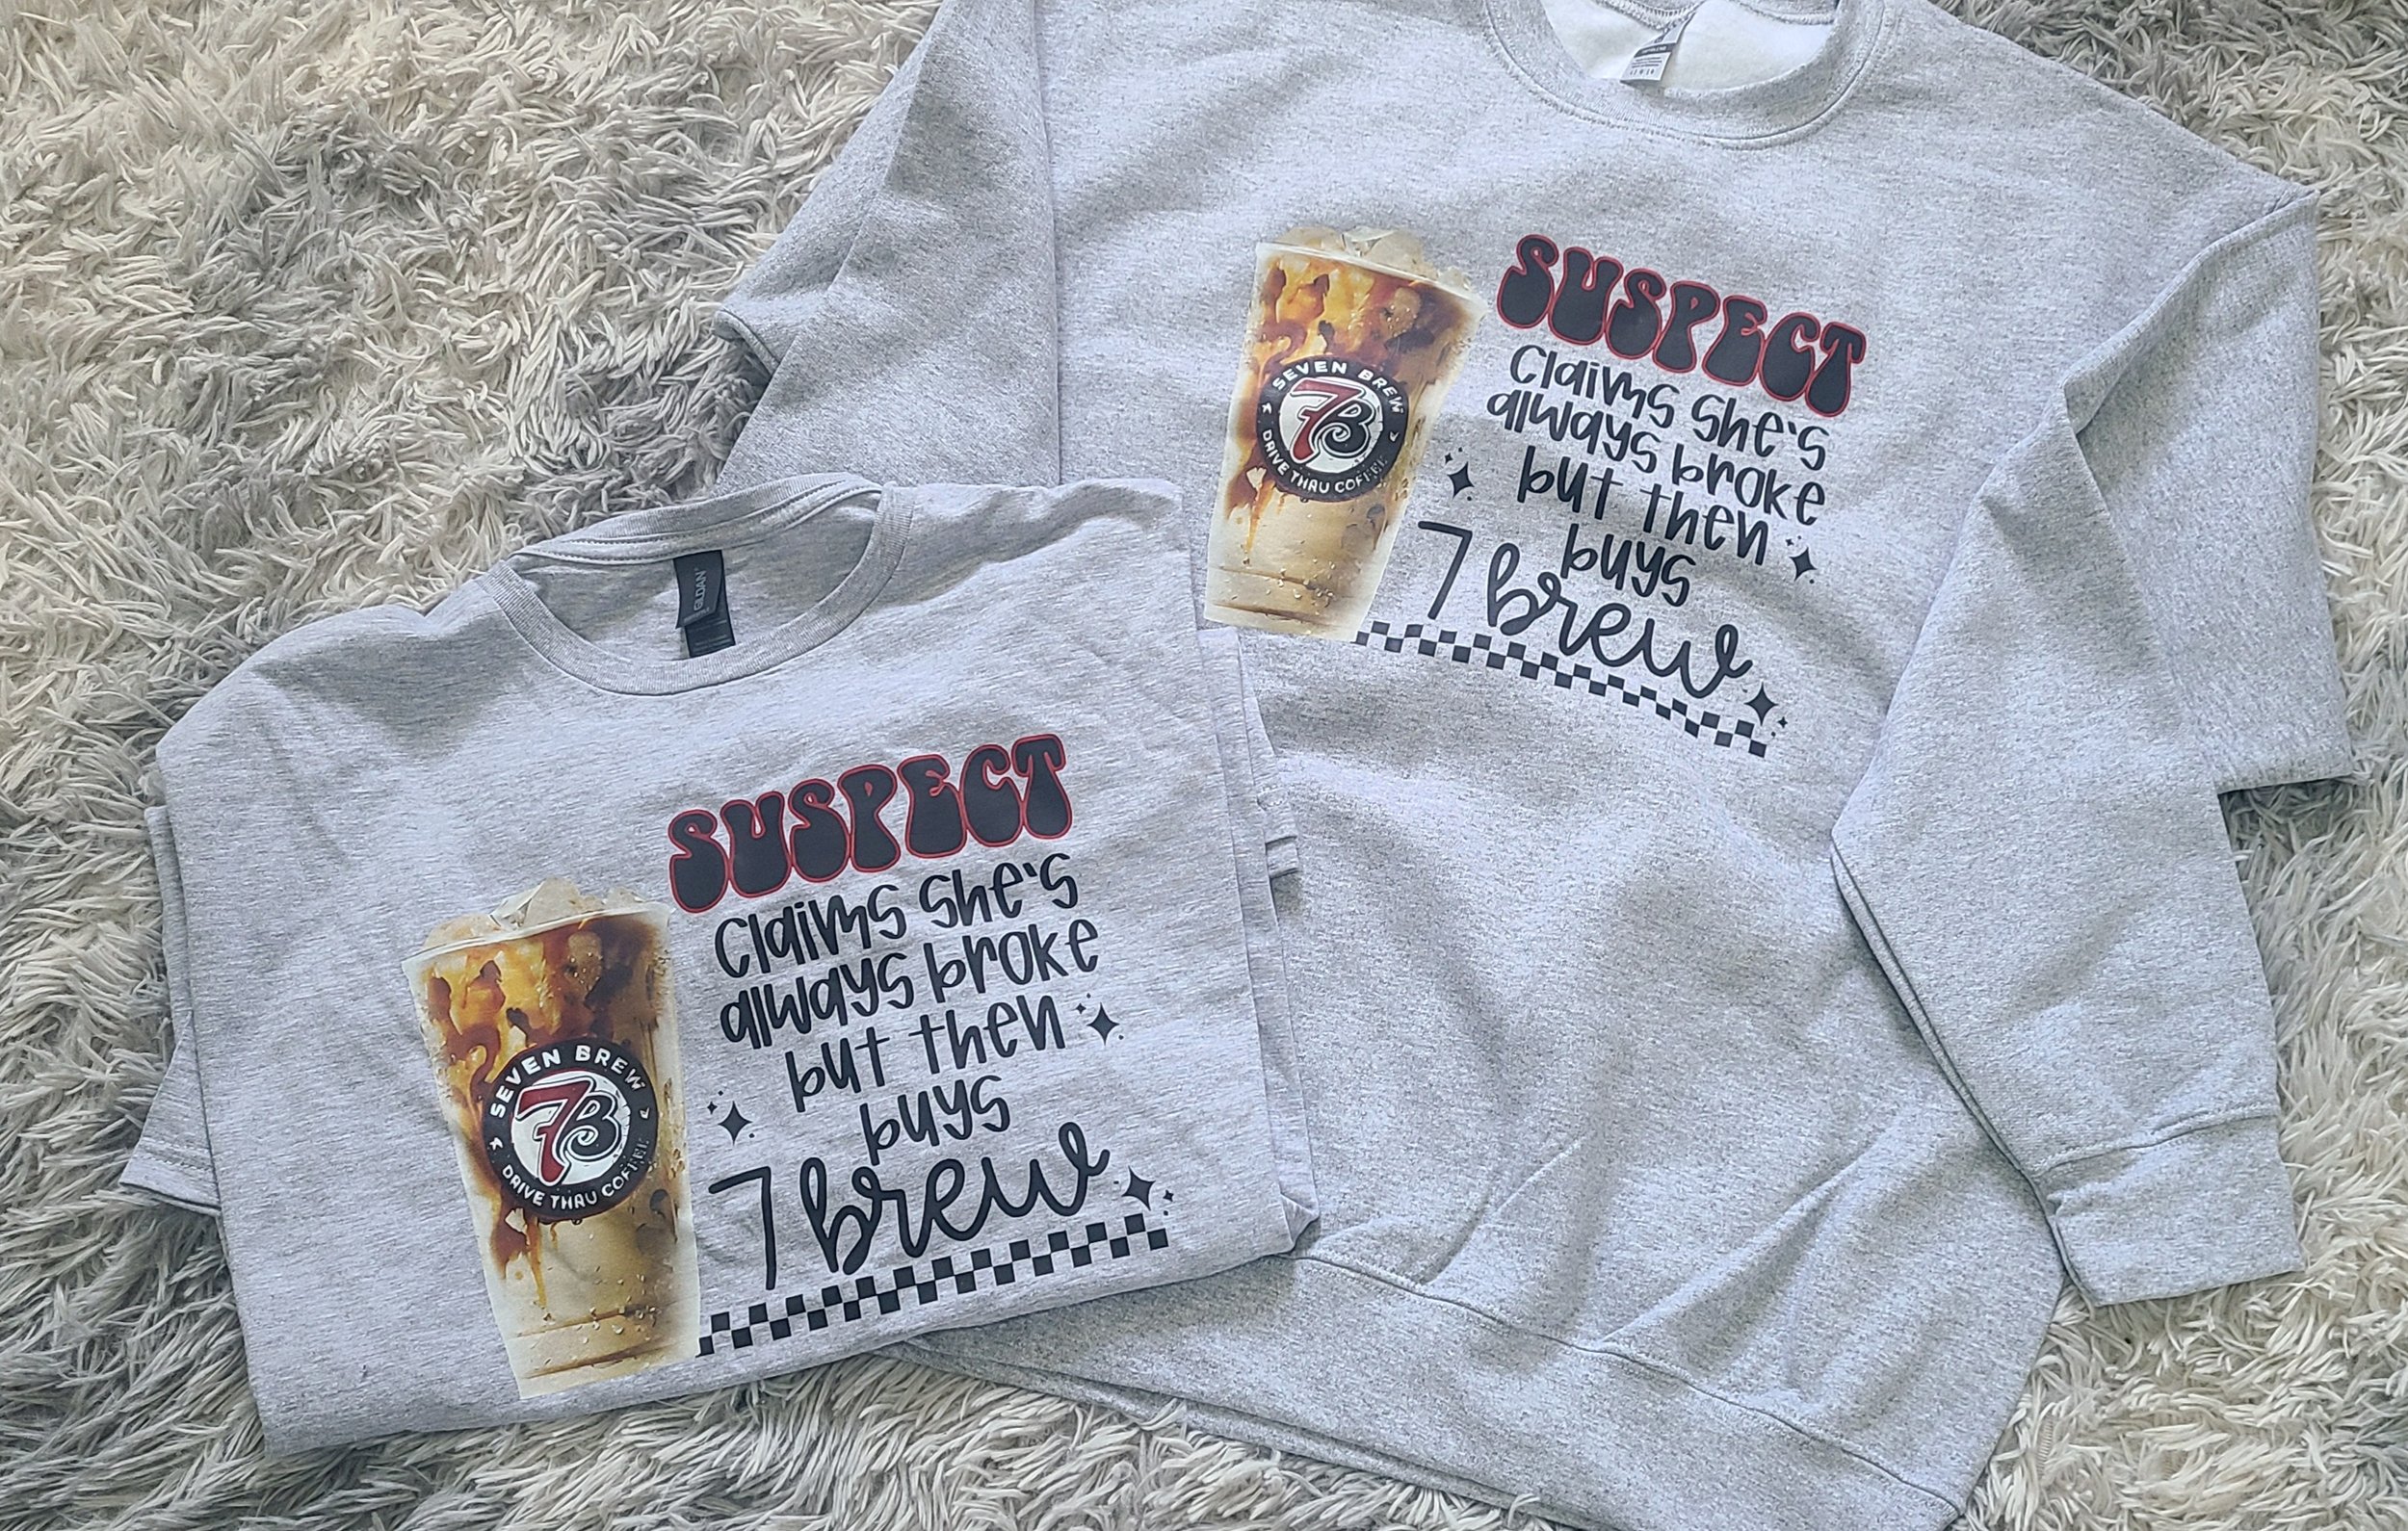 SUSPECT
Claims she's
always broke
but then
buys
7 brew
SEVEN BREW
7B
DRIVE THRU COFFEE
GILDAN
SUSPECT
Claims she's
always broke
but then
buys
7 brew
SEVEN BREW
7B
DRIVE THRU COFFEE